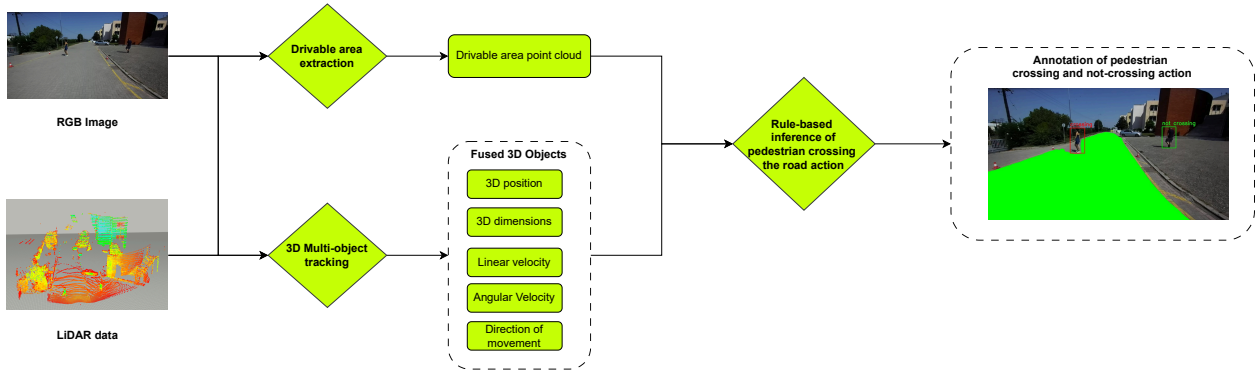 RGB Image
LiDAR data
Drivable area
extraction
3D Multi-object
tracking
Drivable area point cloud
Fused 3D Objects
3D position
3D dimensions
Linear velocity
Angular Velocity
Direction of
movement
Rule-based
inference of
pedestrian crossing
the road action
Annotation of pedestrian
crossing and not-crossing action
not_crossing